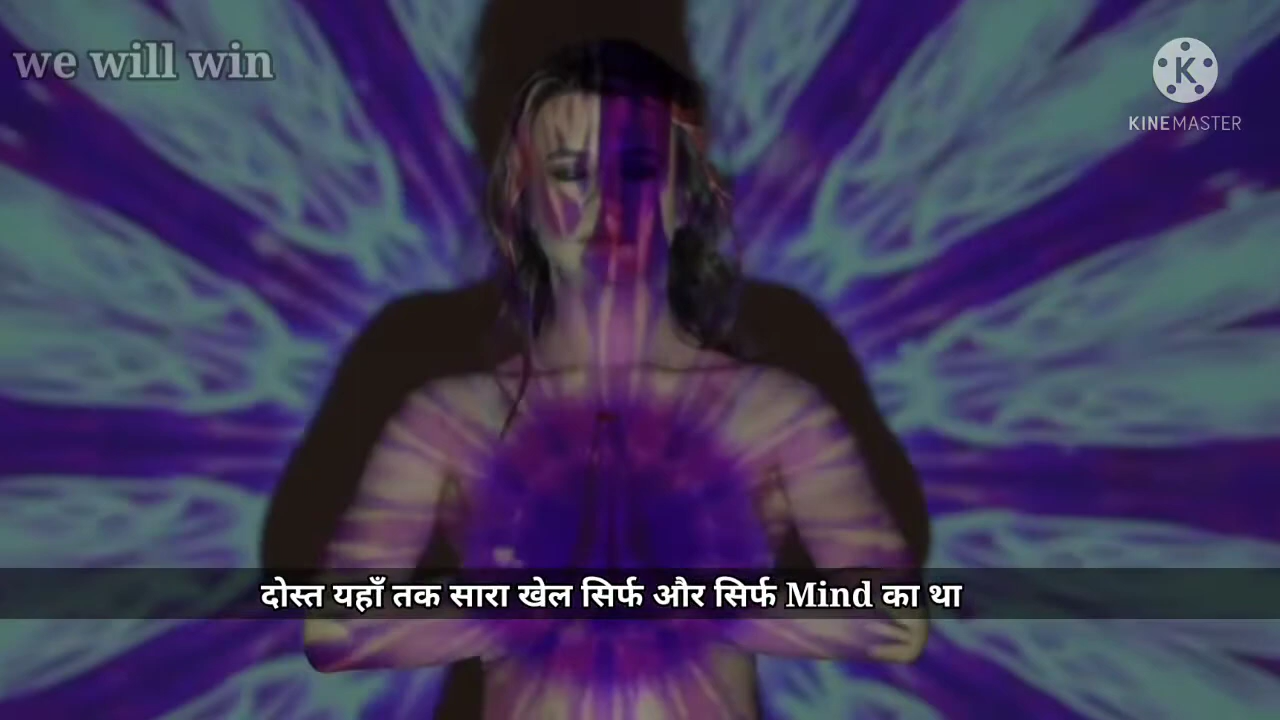 we will win
KINEMASTER
दोस्त यहाँ तक सारा खेल सिर्फ और सिर्फ Mind का था